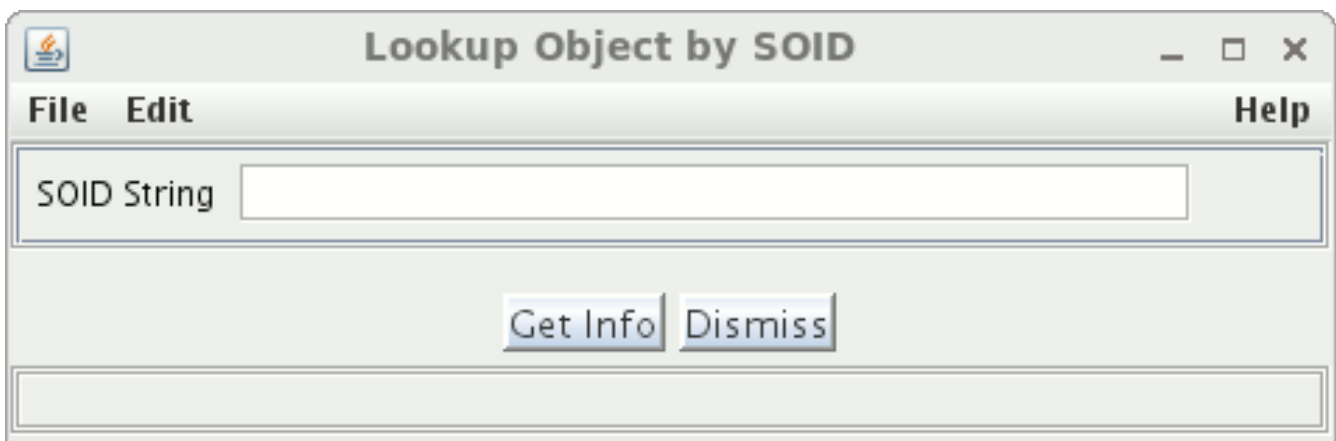 Lookup Object by SOID
File Edit Help
SOID String
Get Info Dismiss